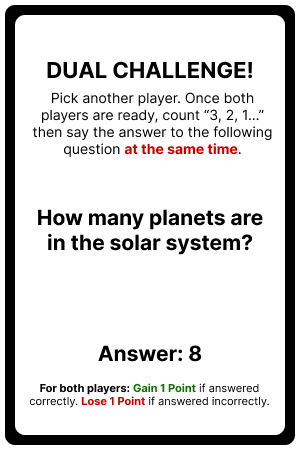 DUAL CHALLENGE!
Pick another player. Once both
players are ready, count “3, 2, 1...”
then say the answer to the following
question at the same time.
How many planets are
in the solar system?
Answer: 8
For both players: Gain 1 Point if answered
correctly. Lose 1 Point if answered incorrectly.